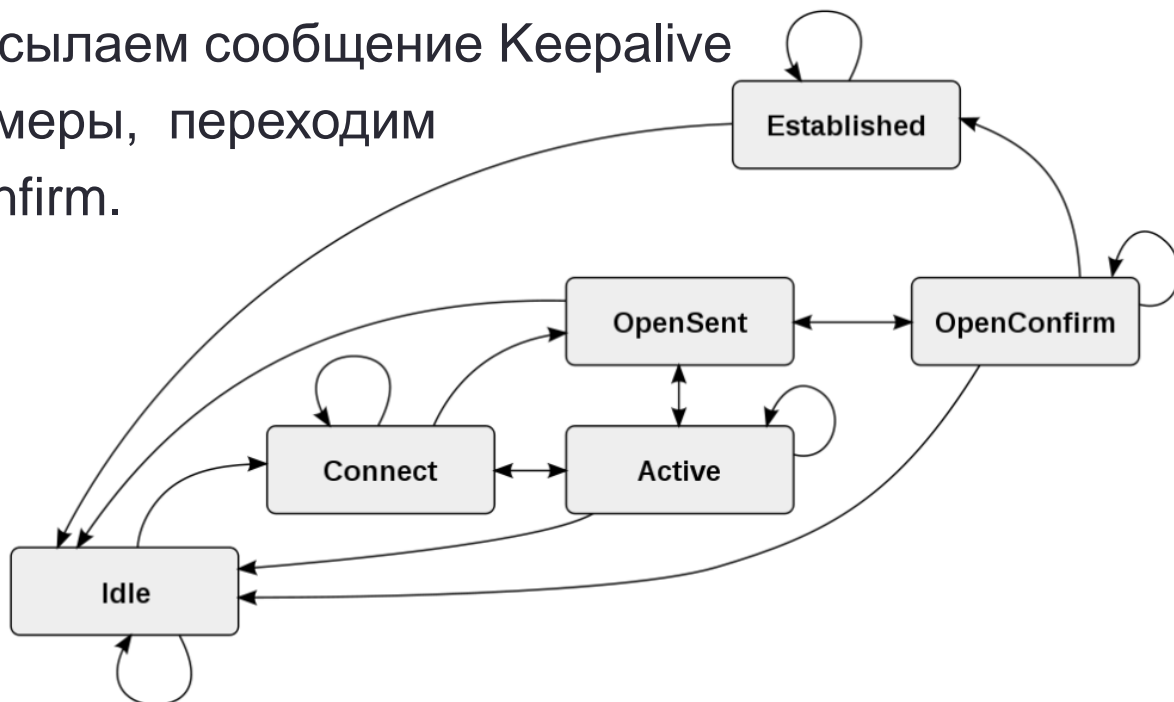 сылаем сообщение Keepalive
меры, переходим
nfirm.
Established
OpenSent
OpenConfirm
Connect
Active
Idle